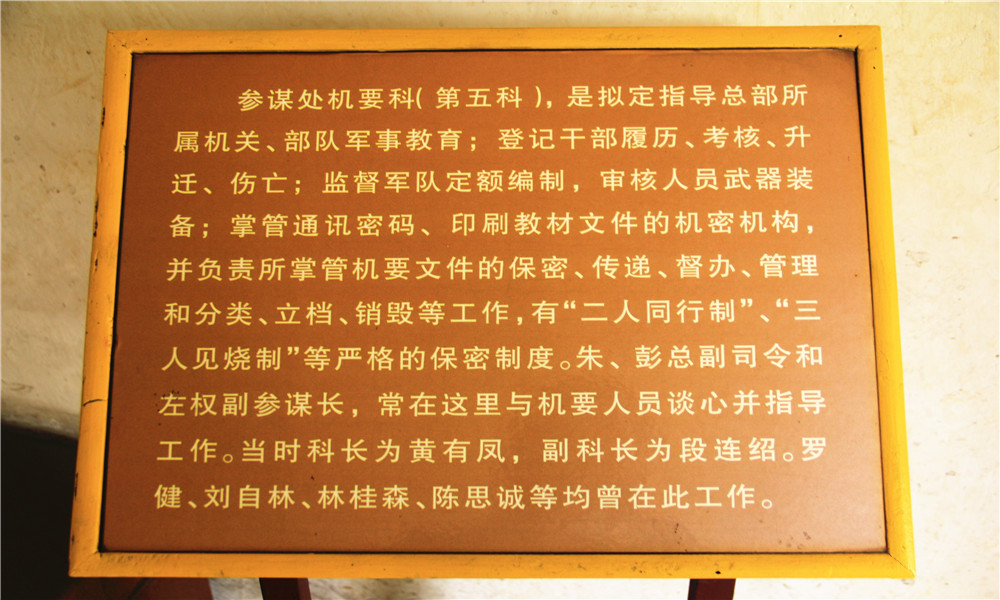 参谋处机要科(第五科),是拟定指导总部所
属机关、部队军事教育;登记干部履历、考核、升
迁、伤亡;监督军队定额编制,审核人员武器装
备;掌管通讯密码、印刷教材文件的机密机构,
并负责所掌管机要文件的保密、传递、督办、管理
和分类、立档、销毁等工作,有“二人同行制”、“三
人见烧制”等严格的保密制度。朱、彭总副司令和
左权副参谋长,常在这里与机要人员谈心并指导
工作。当时科长为黄有凤,副科长为段连绍。罗
健、刘自林、林桂森、陈思诚等均曾在此工作。